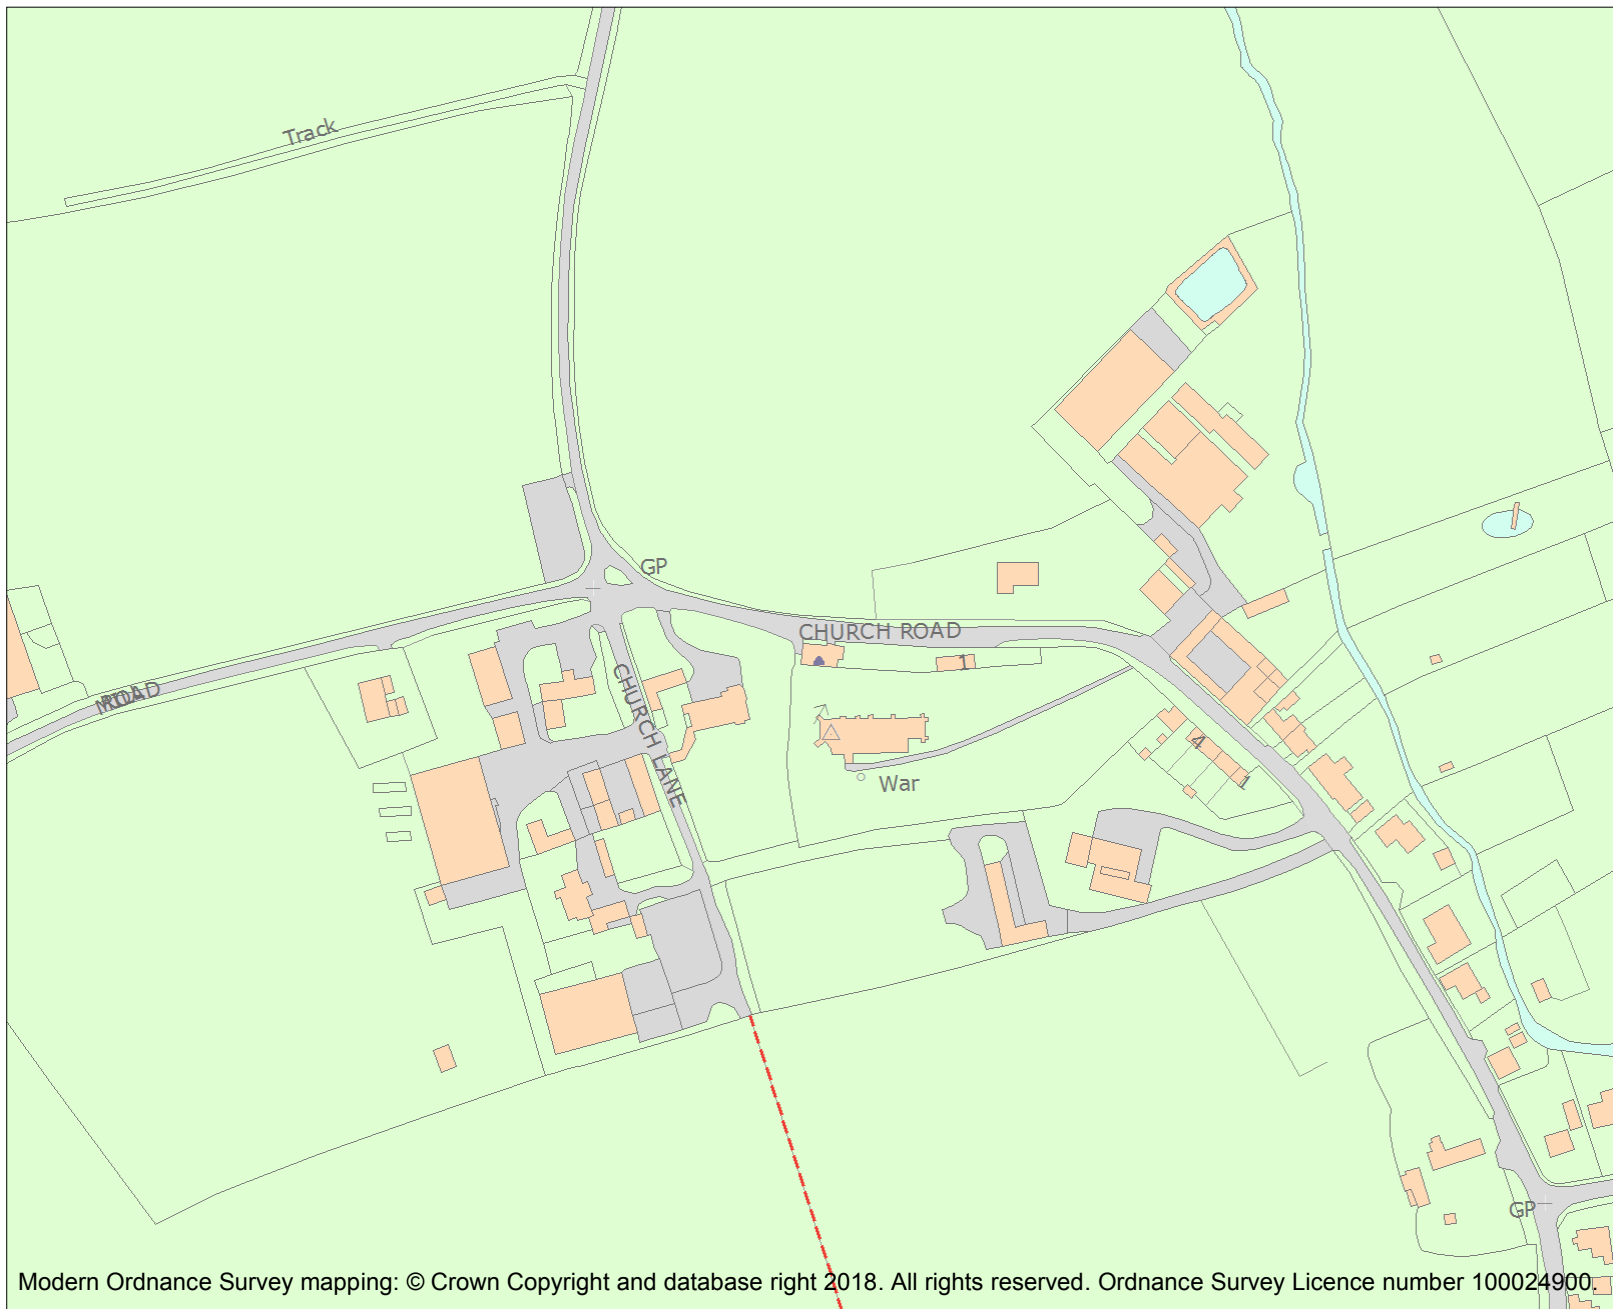 Track
GP
CHURCH ROAD
1
ROAD
CHURCH LANE
4
1
War
GP
Modern Ordnance Survey mapping: © Crown Copyright and database right 2018. All rights reserved. Ordnance Survey Licence number 100024900.